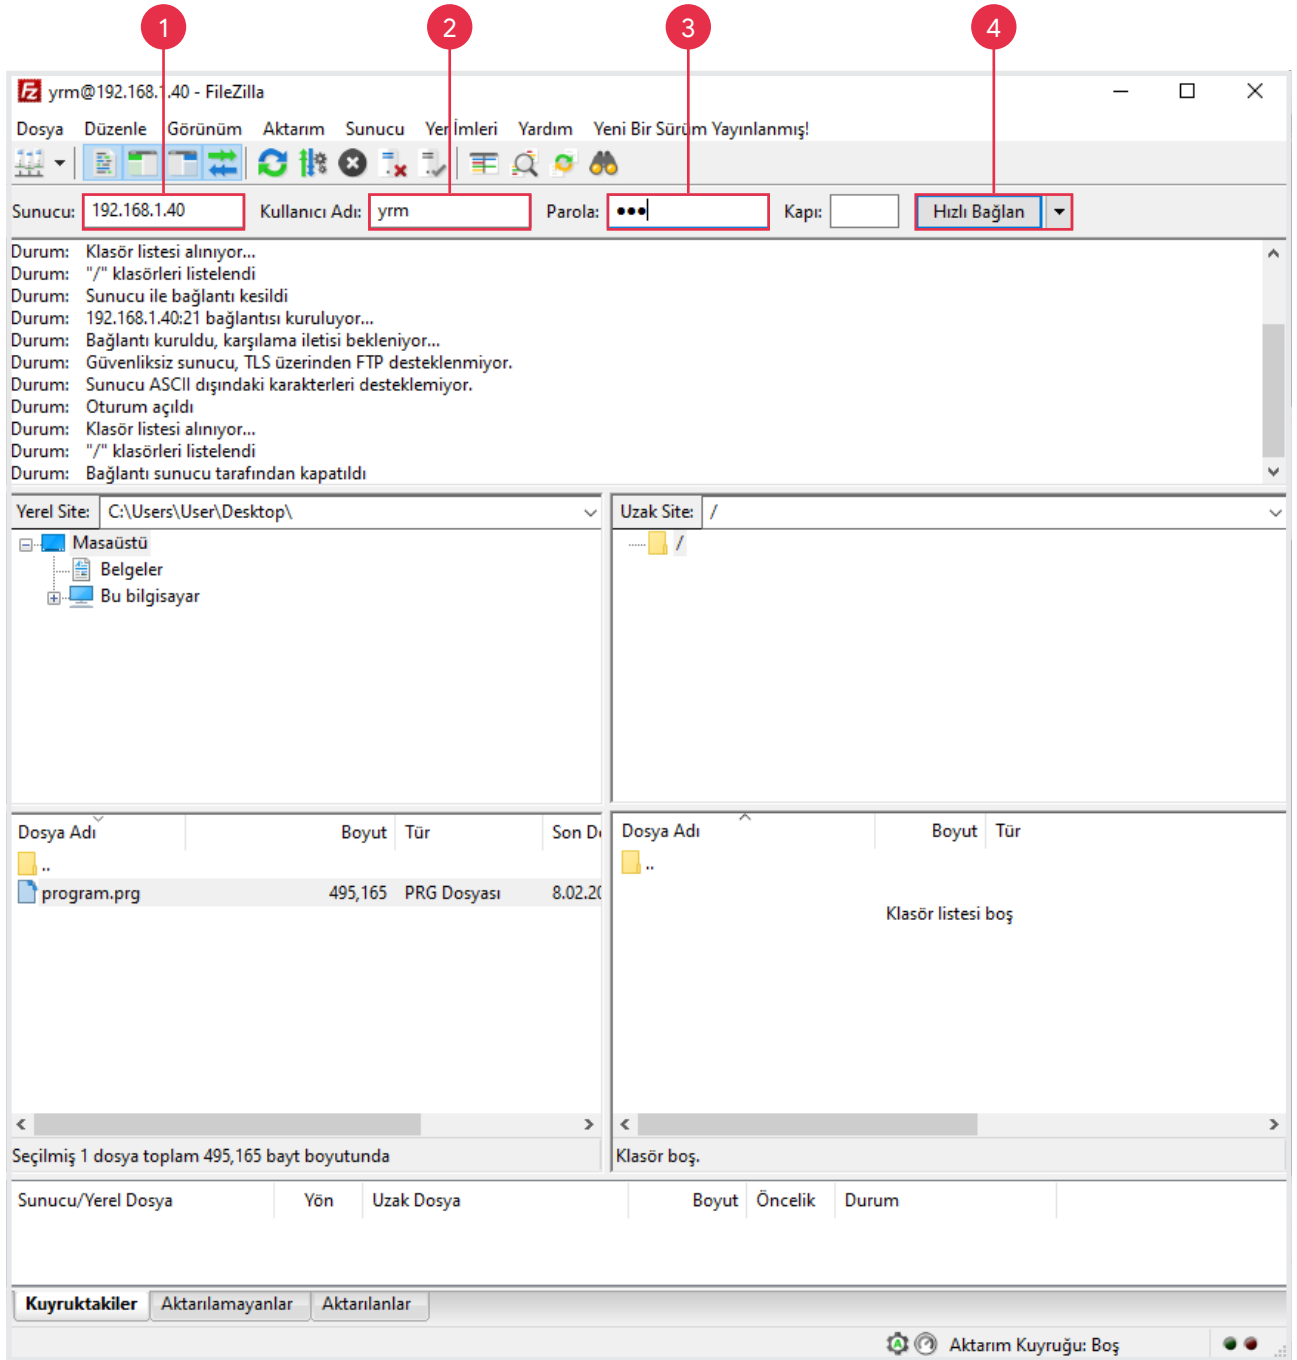 1 2 3 4
yrm@192.168.1.40 - FileZilla
Dosya Düzenle Görünüm Aktarım Sunucu Yer İmleri Yardım Yeni Bir Sürüm Yayınlanmış!
Sunucu: 192.168.1.40 Kullanıcı Adı: yrm Parola: ●●● Kapı: Hızlı Bağlan
Durum: Klasör listesi alınıyor...
Durum: "/" klasörleri listelendi
Durum: Sunucu ile bağlantı kesildi
Durum: 192.168.1.40:21 bağlantısı kuruluyor...
Durum: Bağlantı kuruldu, karşılama iletisi bekleniyor...
Durum: Güvenliksiz sunucu, TLS üzerinden FTP desteklenmiyor.
Durum: Sunucu ASCII dışındaki karakterleri desteklemiyor.
Durum: Oturum açıldı
Durum: Klasör listesi alınıyor...
Durum: "/" klasörleri listelendi
Durum: Bağlantı sunucu tarafından kapatıldı
Yerel Site: C:\Users\User\Desktop\
Masaüstü
Belgeler
Bu bilgisayar
Uzak Site: /
/
Dosya Adı Boyut Tür Son D
..
program.prg 495,165 PRG Dosyası 8.02.20
Seçilmiş 1 dosya toplam 495,165 bayt boyutunda
Dosya Adı Boyut Tür
..
Klasör listesi boş
Klasör boş.
Sunucu/Yerel Dosya Yön Uzak Dosya Boyut Öncelik Durum
Kuyruktakiler Aktarılamayanlar Aktarılanlar
Aktarım Kuyruğu: Boş